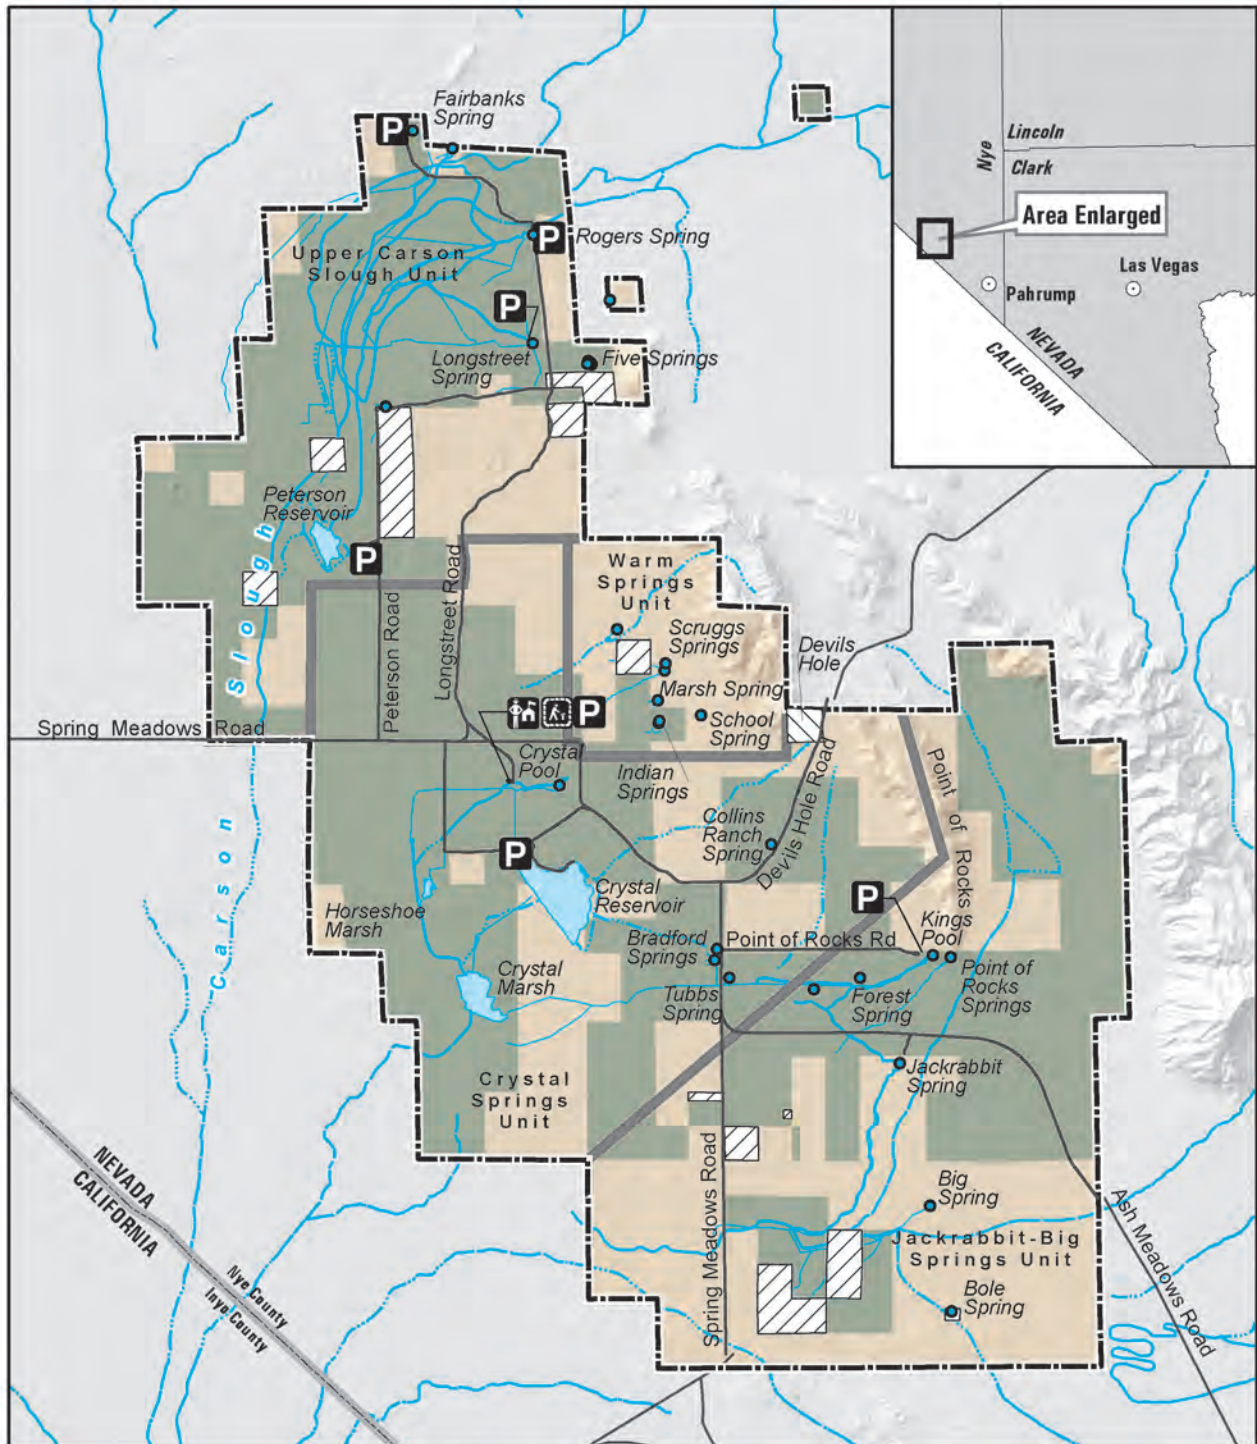 Fairbanks
Spring
P
Lincoln
Nye
Clark
Area Enlarged
Las Vegas
Pahrump
NEVADA
CALIFORNIA
P
Rogers Spring
Upper Carson
Slough Unit
P
Longstreet
Spring
Five Springs
Peterson
Reservoir
P
Slough
Warm
Springs
Unit
Peterson Road
Longstreet Road
Scruggs
Springs
Devils
Hole
Marsh Spring
P
School
Spring
Spring Meadows Road
Crystal
Pool
Indian
Springs
Devils Hole Road
Point of Rocks
Collins
Ranch
Spring
Carson
P
Crystal
Reservoir
P
Horseshoe
Marsh
Kings
Pool
Bradford
Springs
Point of Rocks Rd
Crystal
Marsh
Tubbs
Spring
Forest
Spring
Point of
Rocks
Springs
Crystal
Springs
Unit
Jackrabbit
Spring
NEVADA
CALIFORNIA
Spring Meadows Road
Big
Spring
Ash Meadows Road
Jackrabbit-Big
Springs Unit
Nye County
Inyo County
Bole
Spring